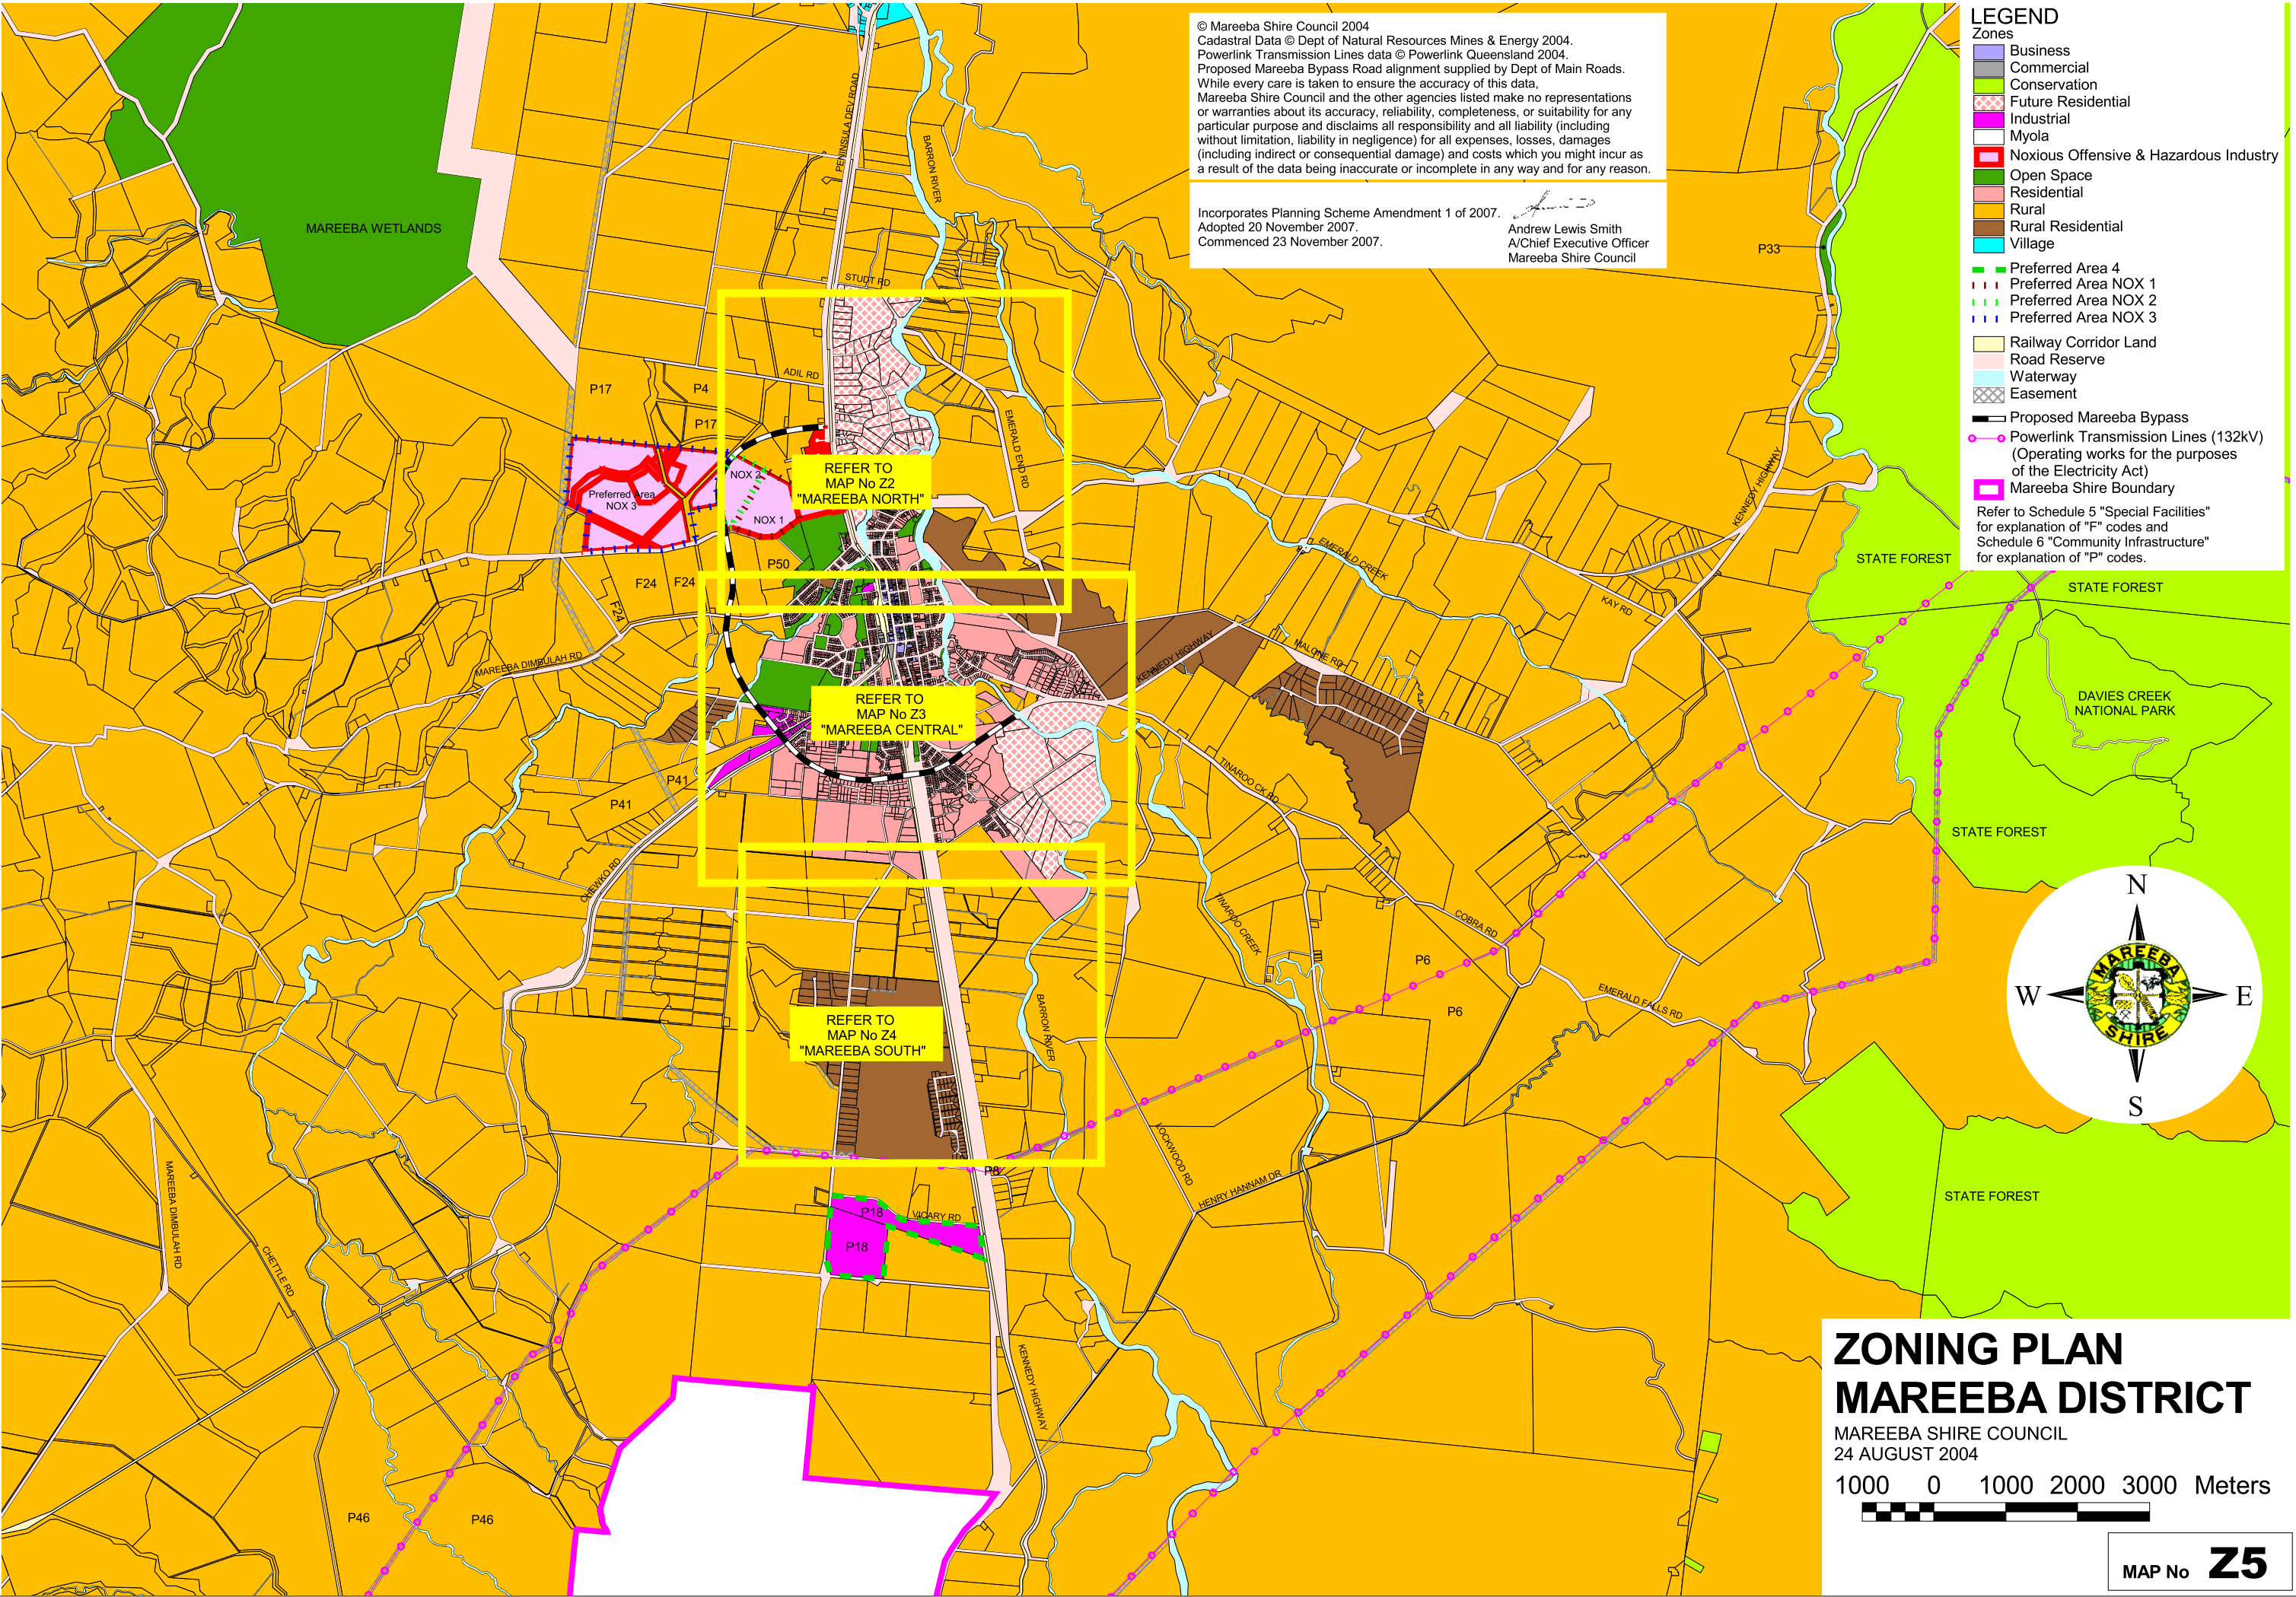 © Mareeba Shire Council 2004
Cadastral Data © Dept of Natural Resources Mines & Energy 2004.
Powerlink Transmission Lines data © Powerlink Queensland 2004.
Proposed Mareeba Bypass Road alignment supplied by Dept of Main Roads.
While every care is taken to ensure the accuracy of this data,
Mareeba Shire Council and the other agencies listed make no representations
or warranties about its accuracy, reliability, completeness, or suitability for any
particular purpose and disclaims all responsibility and all liability (including
without limitation, liability in negligence) for all expenses, losses, damages
(including indirect or consequential damage) and costs which you might incur as
a result of the data being inaccurate or incomplete in any way and for any reason.
Incorporates Planning Scheme Amendment 1 of 2007.
Adopted 20 November 2007.
Commenced 23 November 2007.
Andrew Lewis Smith
A/Chief Executive Officer
Mareeba Shire Council
LEGEND
Zones
Business
Commercial
Conservation
Future Residential
Industrial
Myola
Noxious Offensive & Hazardous Industry
Open Space
Residential
Rural
Rural Residential
Village
Preferred Area 4
Preferred Area NOX 1
Preferred Area NOX 2
Preferred Area NOX 3
Railway Corridor Land
Road Reserve
Waterway
Easement
Proposed Mareeba Bypass
Powerlink Transmission Lines (132kV)
(Operating works for the purposes
of the Electricity Act)
Mareeba Shire Boundary
Refer to Schedule 5 "Special Facilities"
for explanation of "F" codes and
Schedule 6 "Community Infrastructure"
for explanation of "P" codes.
MAREEBA WETLANDS
PENINSULA DEV ROAD
BARRON RIVER
STUDT RD
P33
ADIL RD
P17
P4
P17
EMERALD END RD
KENNEDY HIGHWAY
REFER TO
MAP No Z2
"MAREEBA NORTH"
NOX 2
Preferred Area
NOX 3
NOX 1
P50
F24
F24
F24
EMERALD CREEK
KAY RD
STATE FOREST
STATE FOREST
MAREEBA DIMBULAH RD
KENNEDY HIGHWAY
MALONE RD
DAVIES CREEK
NATIONAL PARK
REFER TO
MAP No Z3
"MAREEBA CENTRAL"
P41
P41
TINAROO CK RD
STATE FOREST
CHEWKO RD
TINAROO CREEK
COBRA RD
P6
P6
EMERALD FALLS RD
REFER TO
MAP No Z4
"MAREEBA SOUTH"
BARRON RIVER
N
W
E
S
MAREEBA
SHIRE
LOCKWOOD RD
P8
HENRY HANNAM DR
STATE FOREST
MAREEBA DIMBULAH RD
CHETTLE RD
P18
VICARY RD
P18
KENNEDY HIGHWAY
P46
P46
ZONING PLAN
MAREEBA DISTRICT
MAREEBA SHIRE COUNCIL
24 AUGUST 2004
1000 0 1000 2000 3000 Meters
MAP No Z5